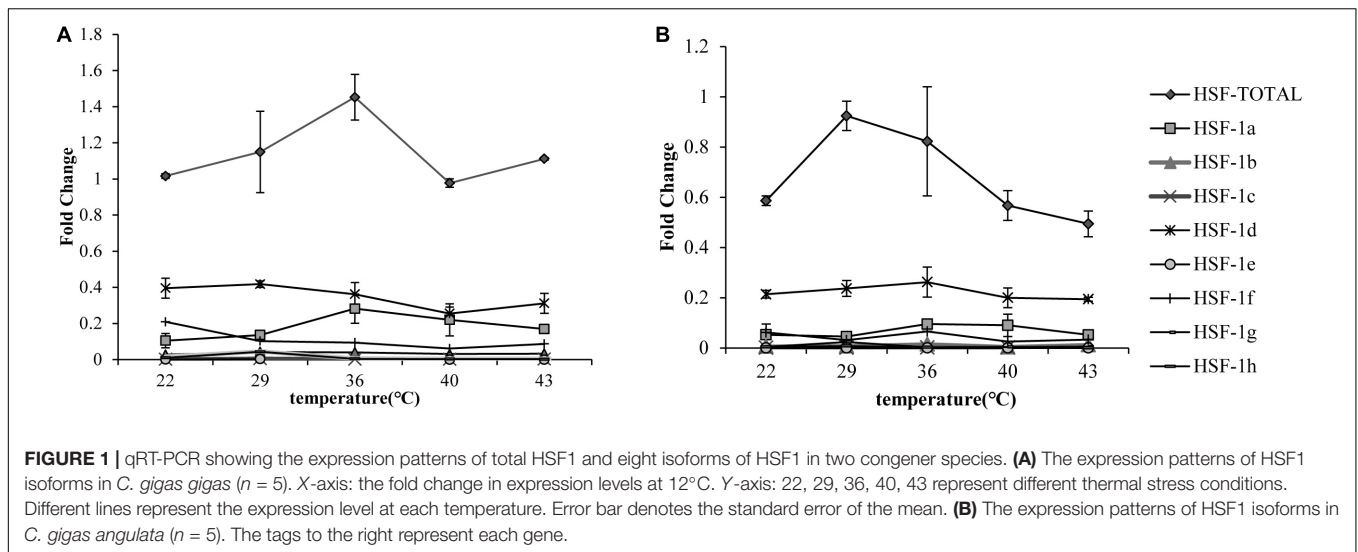 A
1.8
1.6
1.4
1.2
1
0.8
0.6
0.4
0.2
0
Fold Change
22 29 36 40 43
temperature(°C)
B
1.2
1
0.8
0.6
0.4
0.2
0
Fold Change
22 29 36 40 43
temperature(°C)
HSF-TOTAL
HSF-1a
HSF-1b
HSF-1c
HSF-1d
HSF-1e
HSF-1f
HSF-1g
HSF-1h
FIGURE 1 | qRT-PCR showing the expression patterns of total HSF1 and eight isoforms of HSF1 in two congener species. (A) The expression patterns of HSF1
isoforms in C. gigas gigas (n = 5). X-axis: the fold change in expression levels at 12°C. Y-axis: 22, 29, 36, 40, 43 represent different thermal stress conditions.
Different lines represent the expression level at each temperature. Error bar denotes the standard error of the mean. (B) The expression patterns of HSF1 isoforms in
C. gigas angulata (n = 5). The tags to the right represent each gene.